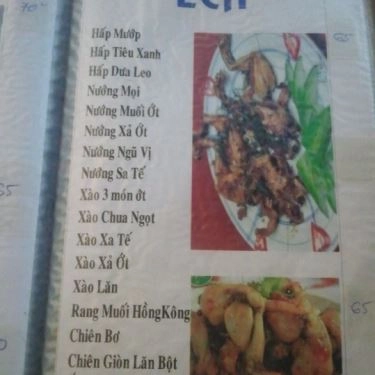 70
ẾCH
Hấp Mướp
Hấp Tiêu Xanh
Hấp Dưa Leo
Nướng Mọi
Nướng Muối Ớt
Nướng Xả Ớt
Nướng Ngũ Vị
Nướng Sa Tế
Xào 3 món ớt
Xào Chua Ngọt
Xào Xa Tế
Xào Xả Ớt
Xào Lăn
Rang Muối HồngKông
Chiên Bơ
Chiên Giòn Lăn Bột
65
65